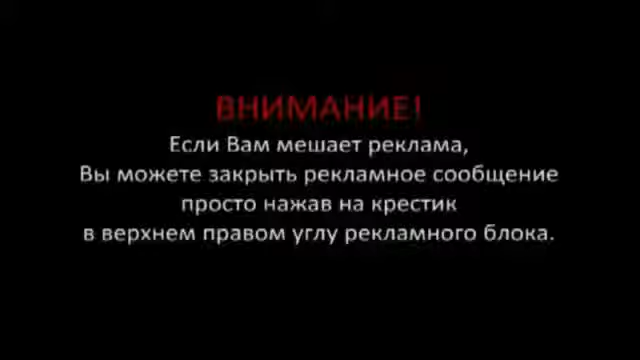 ВНИМАНИЕ!
Если Вам мешает реклама,
Вы можете закрыть рекламное сообщение
просто нажав на крестик
в верхнем правом углу рекламного блока.